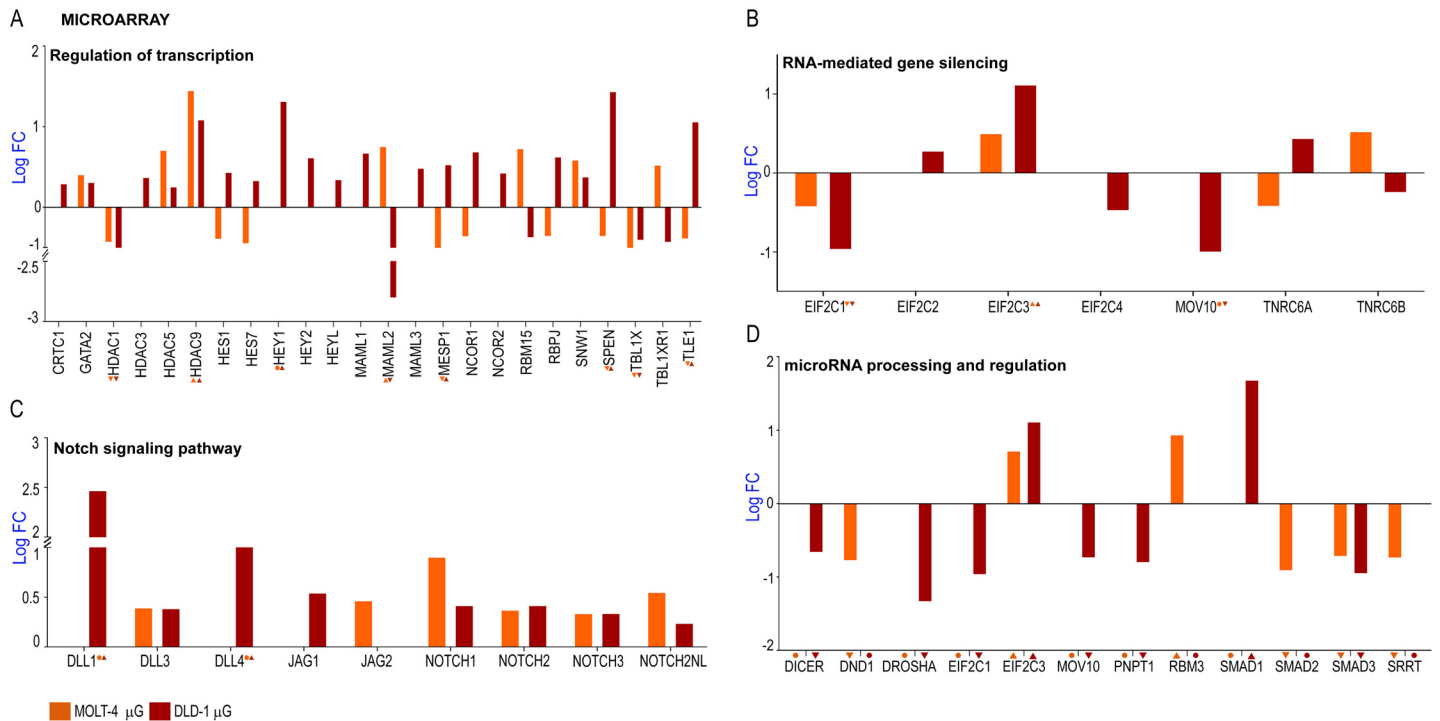 A MICROARRAY
Regulation of transcription
Log FC
2
1
0
-1
-2.5
-3
CRTC1 GATA2 HDAC1 HDAC3 HDAC5 HDAC9 HES1 HES7 HEY1 HEY2 HEYL MAML1 MAML2 MAML3 MESP1 NCOR1 NCOR2 RBM15 RBPJ SNW1 SPEN TBL1X TBL1XR1 TLE1
B
RNA-mediated gene silencing
Log FC
1
0
-1
EIF2C1 EIF2C2 EIF2C3 EIF2C4 MOV10 TNRC6A TNRC6B
C
Notch signaling pathway
Log FC
3
2.5
2
1
0.5
0
DLL1 DLL3 DLL4 JAG1 JAG2 NOTCH1 NOTCH2 NOTCH3 NOTCH2NL
D
microRNA processing and regulation
Log FC
2
1
0
-1
-2
DICER DND1 DROSHA EIF2C1 EIF2C3 MOV10 PNPT1 RBM3 SMAD1 SMAD2 SMAD3 SRRT
MOLT-4 μG DLD-1 μG